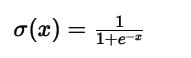 σ(x) = 1/(1+e^{-x})